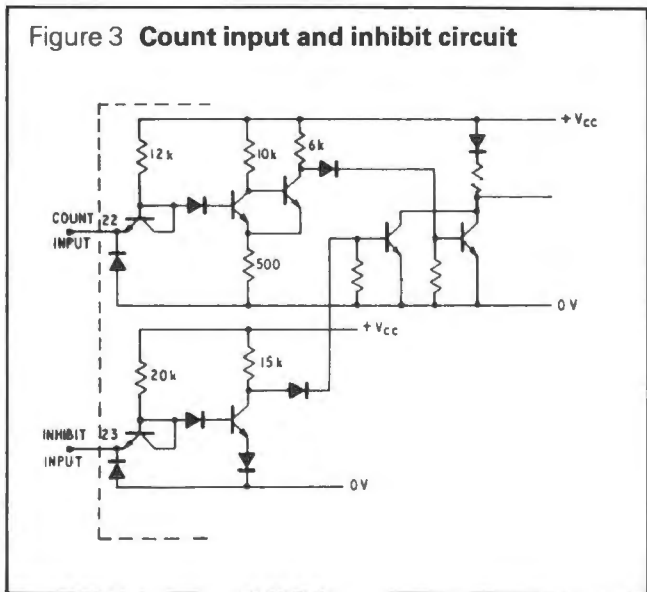 Figure 3 Count input and inhibit circuit
+ Vcc
12k
10k
6k
COUNT 22
INPUT
500
0V
+ Vcc
20k
15k
INHIBIT 23
INPUT
0V